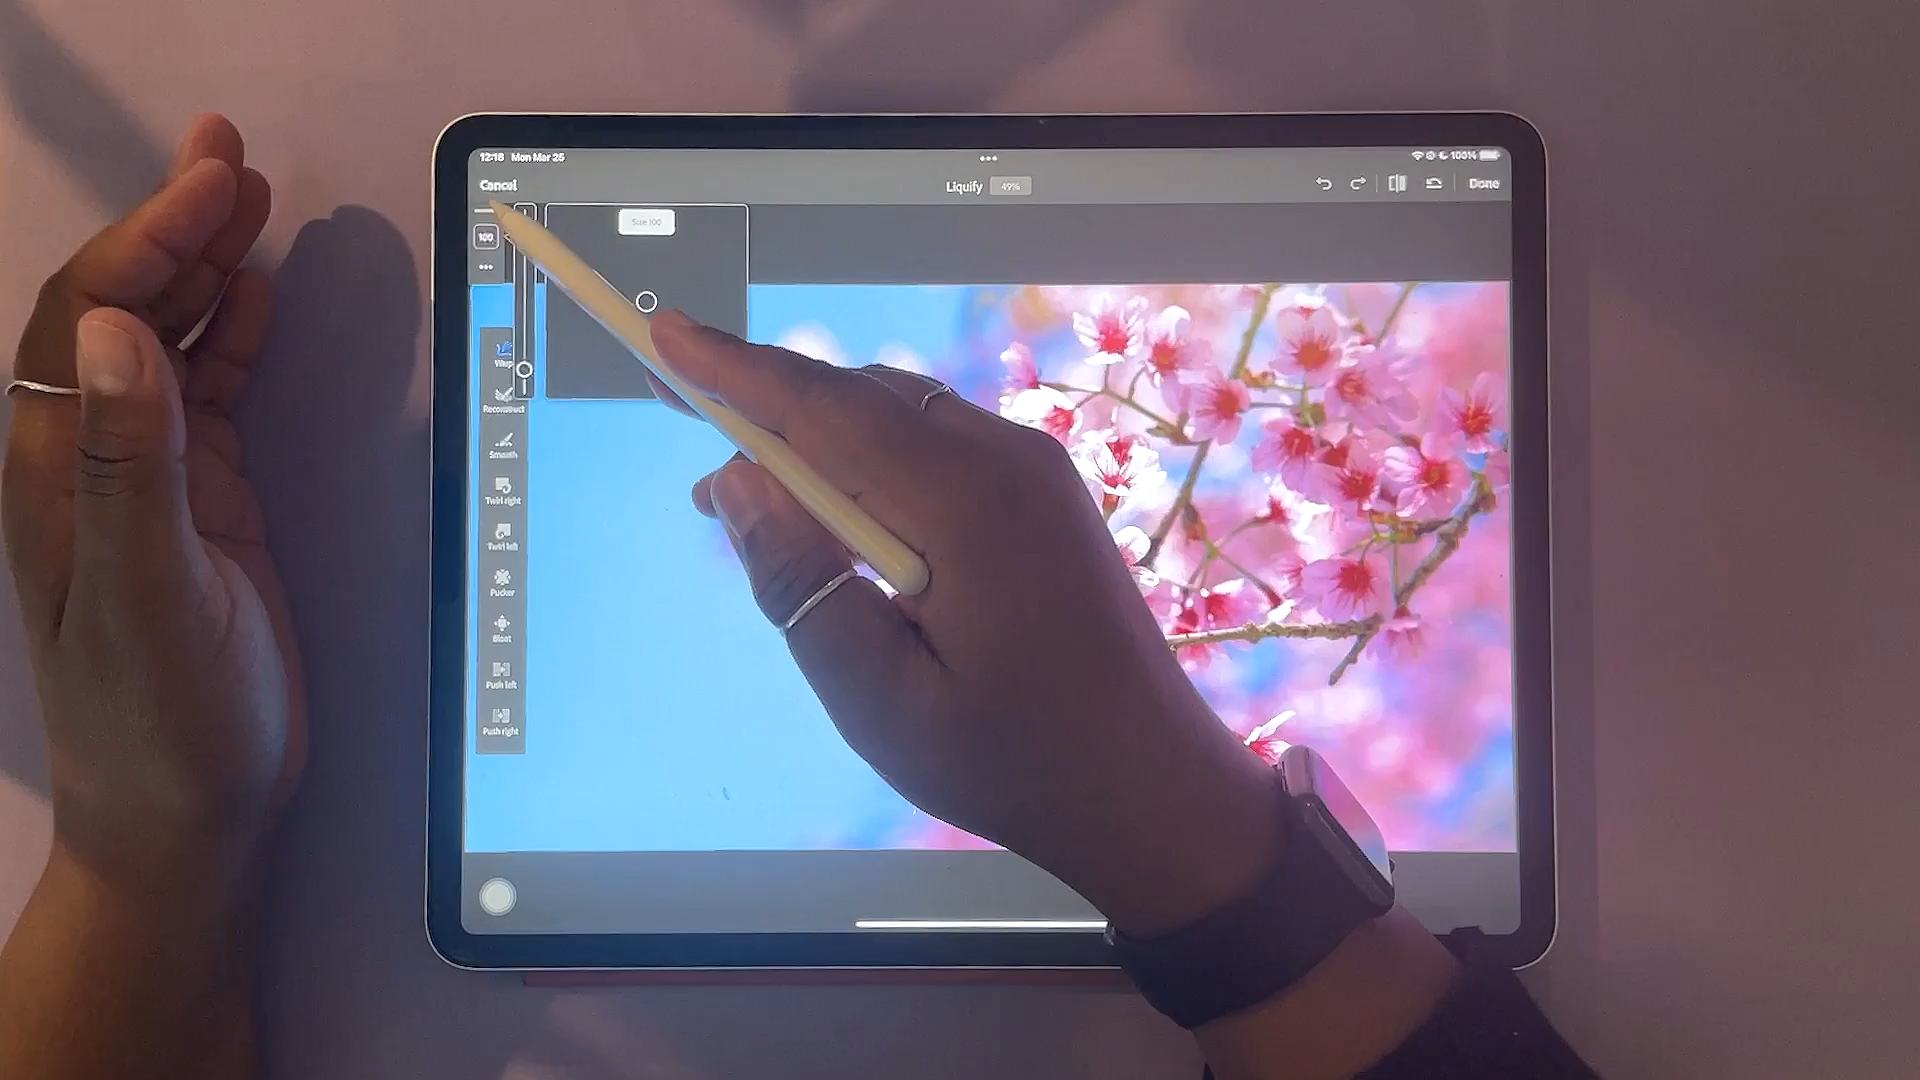 12:18 Mon Mar 25
100%
Cancel
Liquify 49%
Done
Size 100
100
Warp
Reconstruct
Smooth
Twirl right
Twirl left
Pucker
Bloat
Push left
Push right